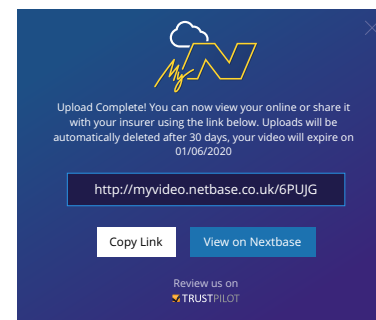 My N
Upload Complete! You can now view your online or share it
with your insurer using the link below. Uploads will be
automatically deleted after 30 days, your video will expire on
01/06/2020
http://myvideo.netbase.co.uk/6PUJG
Copy Link
View on Nextbase
Review us on
TRUSTPILOT